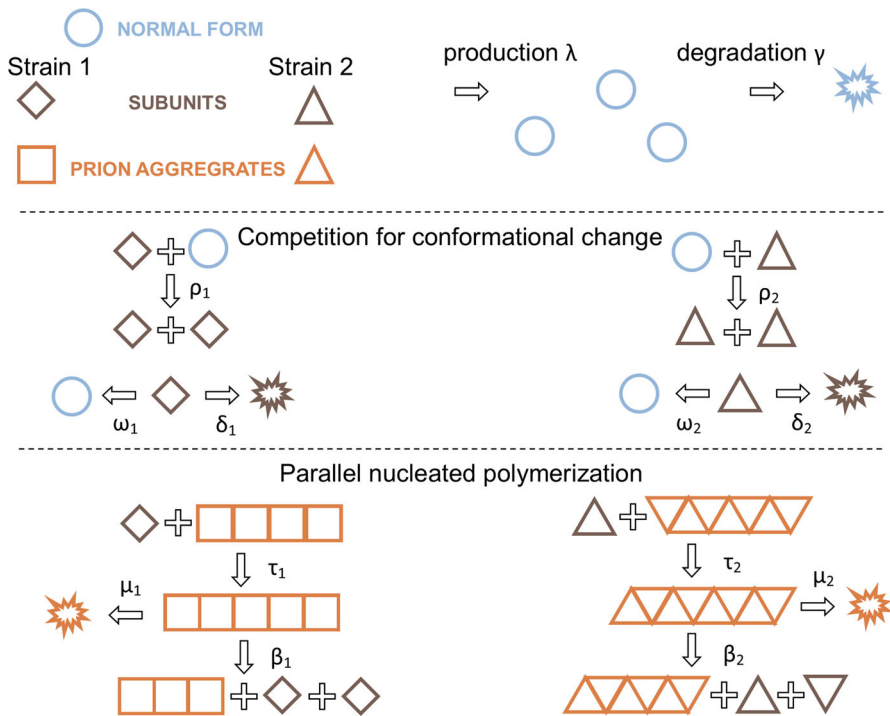 NORMAL FORM
Strain 1
Strain 2
SUBUNITS
PRION AGGREGRATES
production λ
degradation γ
Competition for conformational change
ρ1
ρ2
ω1
δ1
ω2
δ2
Parallel nucleated polymerization
τ1
τ2
μ1
μ2
β1
β2